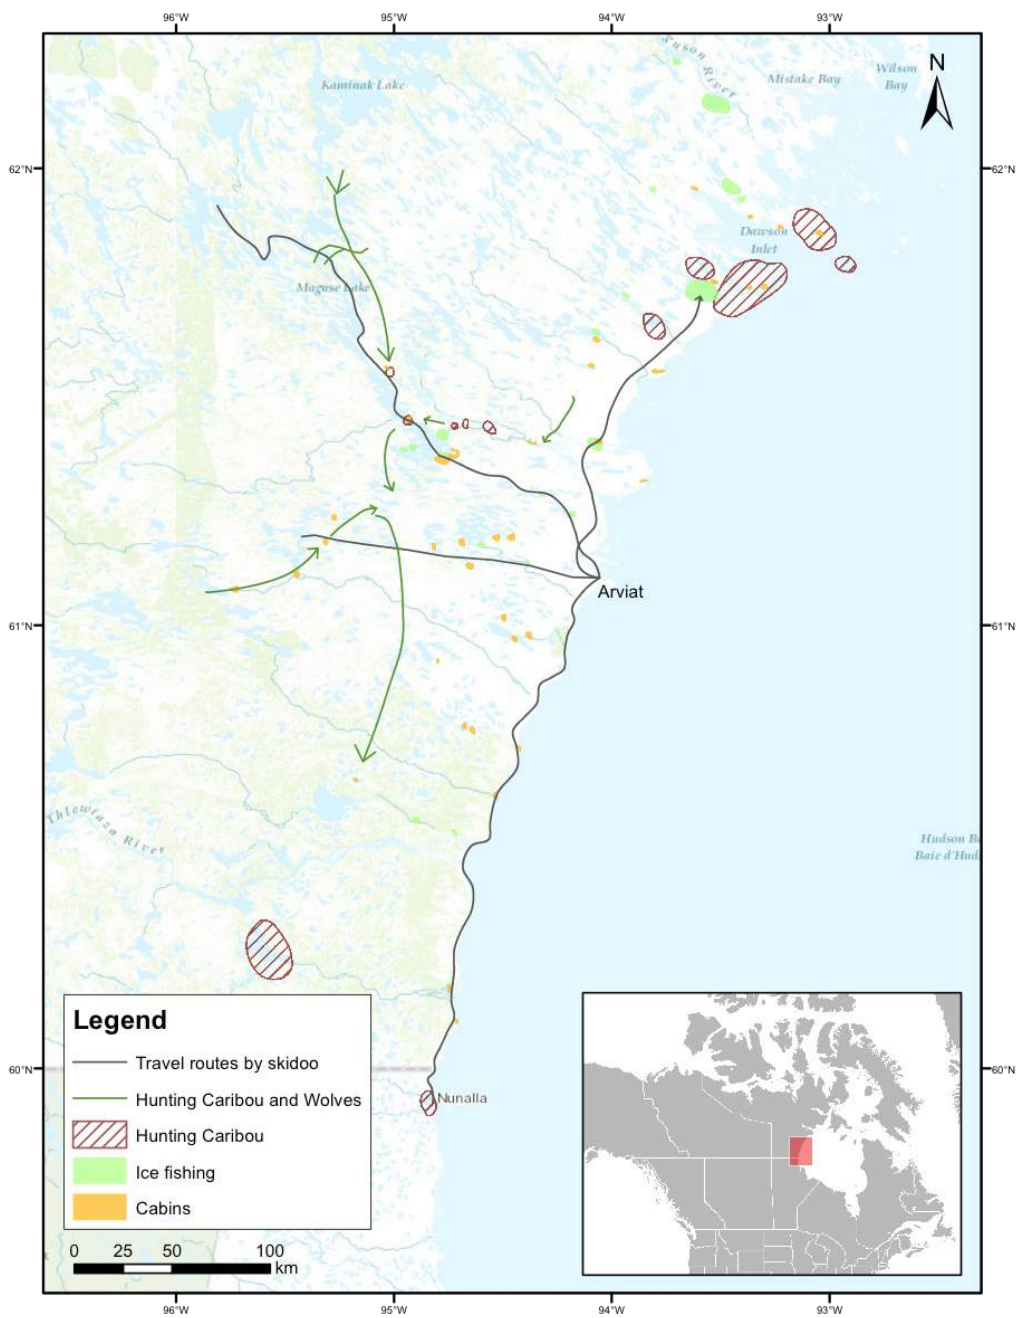 96°W 95°W 94°W 93°W
N
Kaminak Lake
Mistake Bay
Wilson
Bay
62°N 62°N
Dawson
Inlet
Maguse Lake
Arviat
61°N 61°N
Thlewiaza River
Hudson B
Baie d'Hud
Legend
Travel routes by skidoo
Hunting Caribou and Wolves
Hunting Caribou
Ice fishing
Cabins
60°N 60°N
Nunalla
0 25 50 100
km
96°W 95°W 94°W 93°W